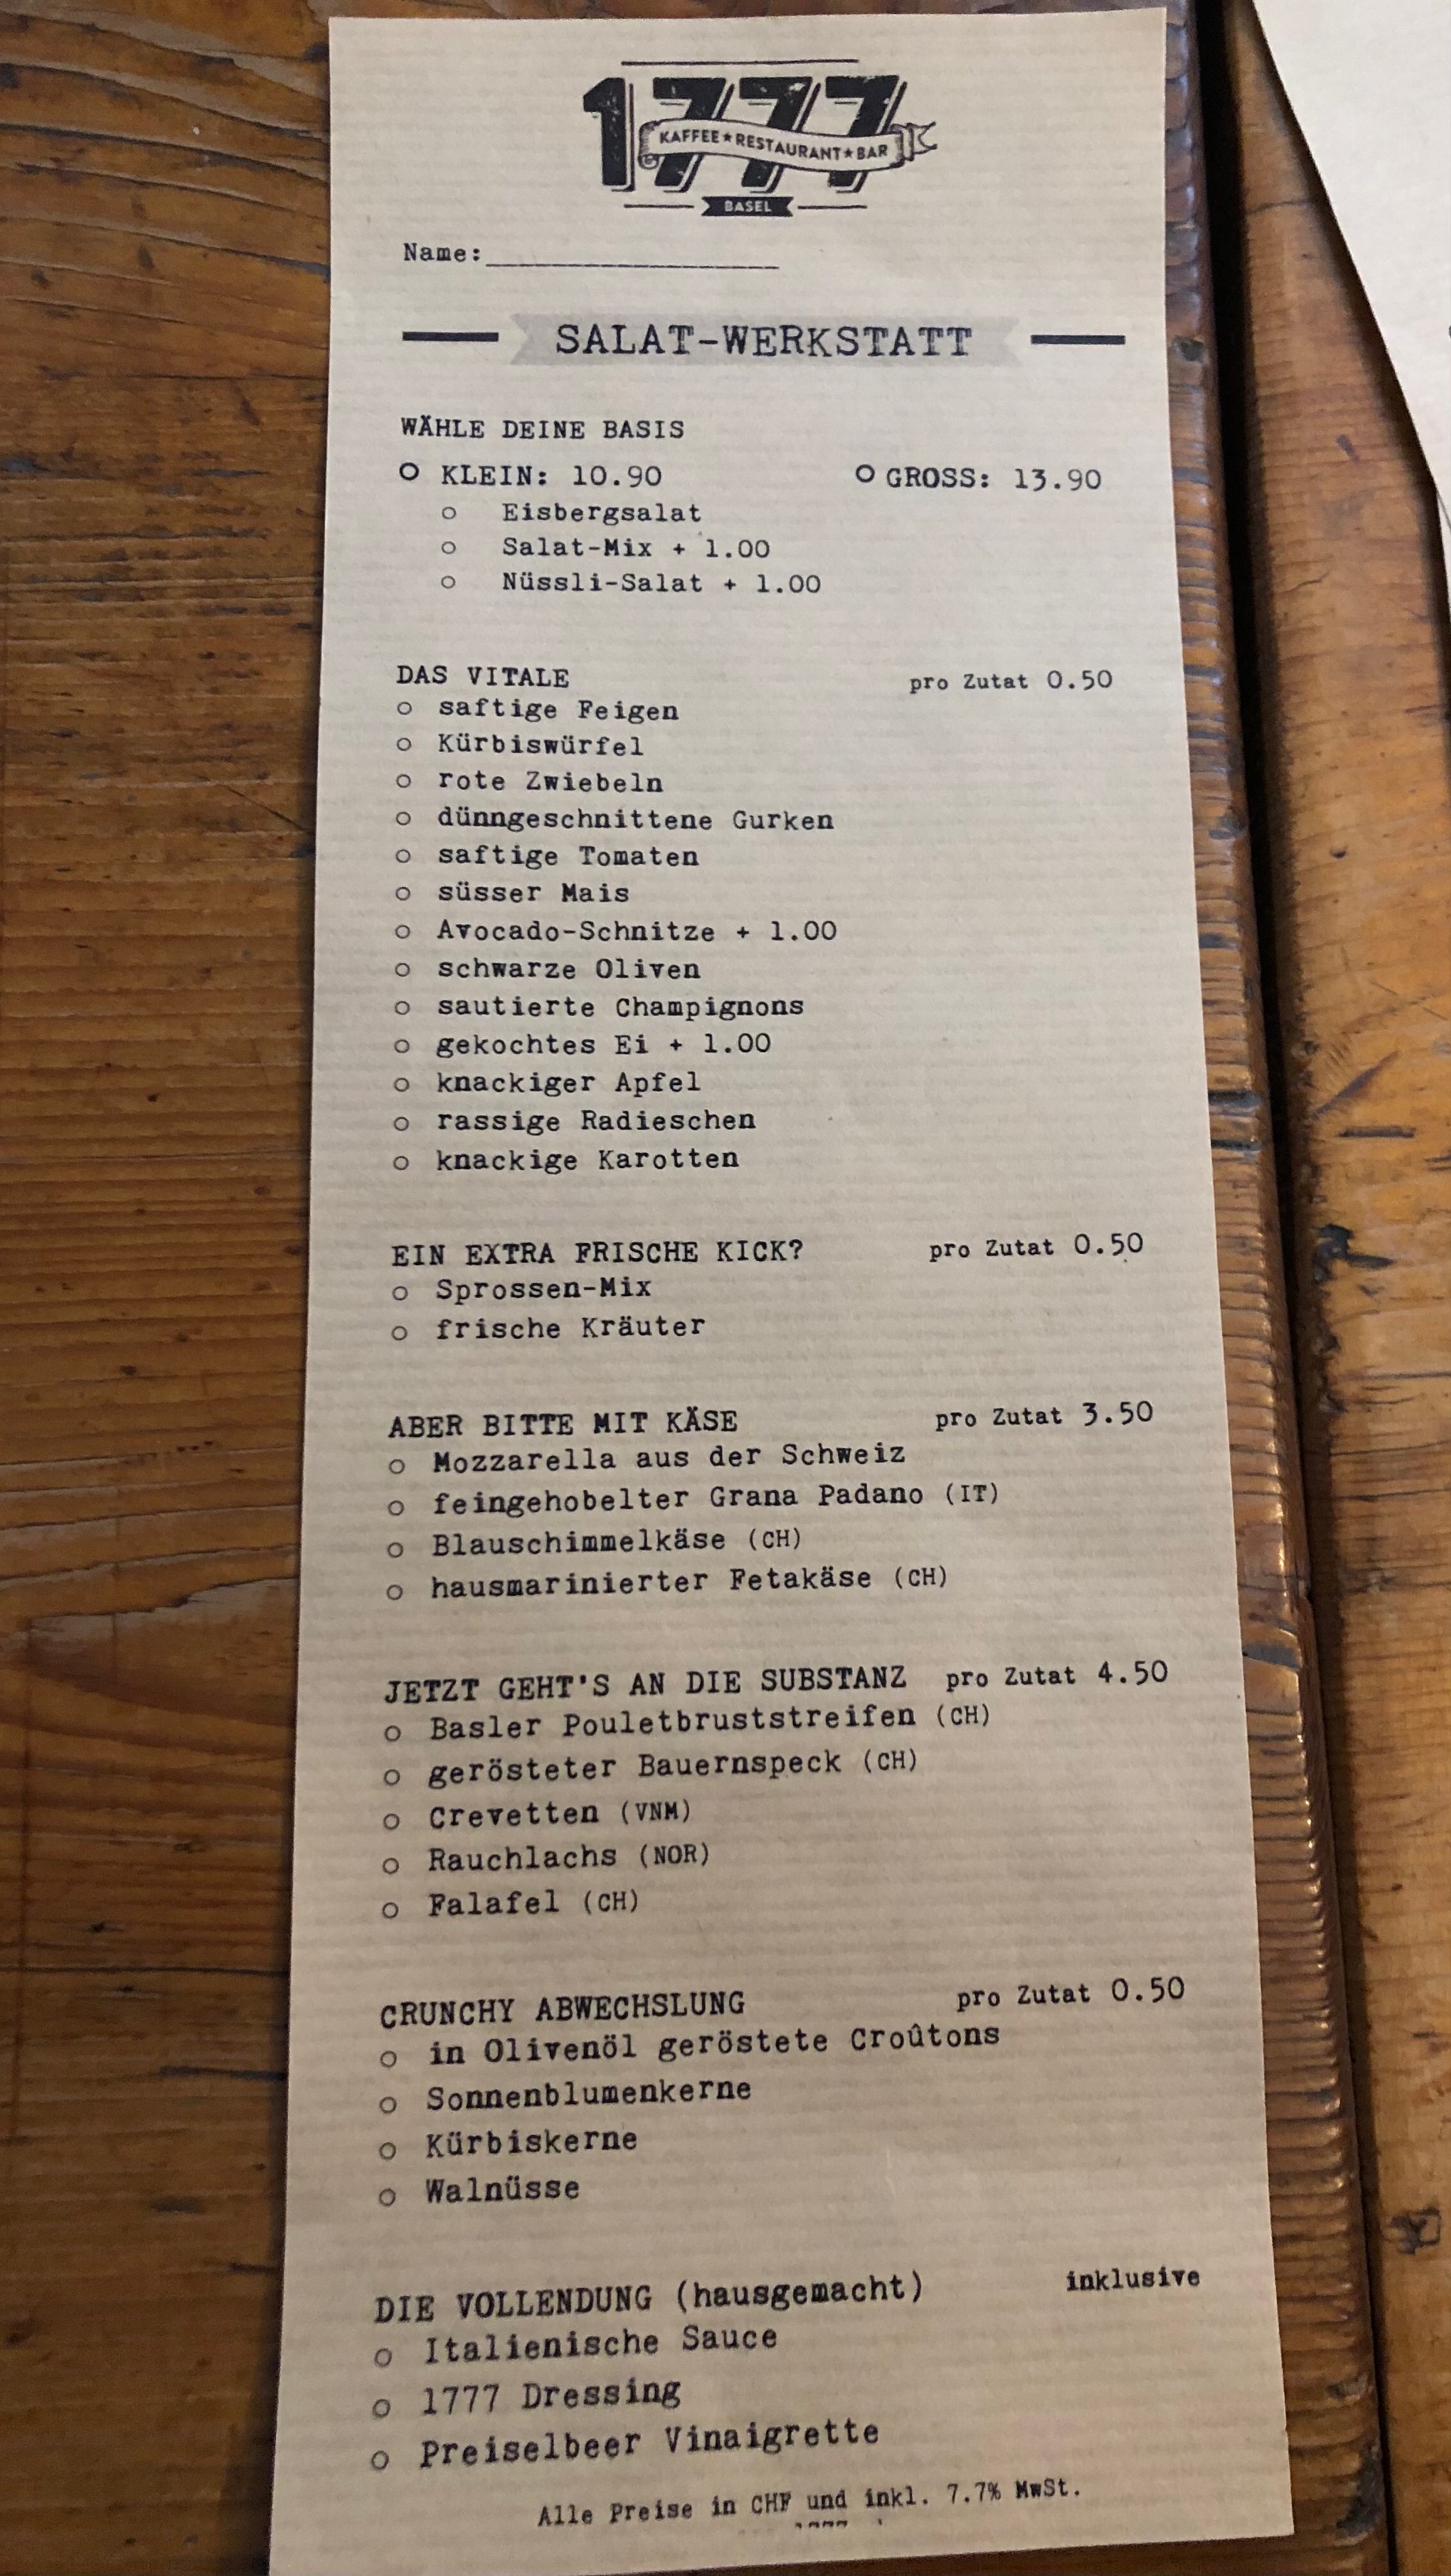 1777
KAFFEE★RESTAURANT★BAR
BASEL
Name:__________________
SALAT-WERKSTATT
WÄHLE DEINE BASIS
○ KLEIN: 10.90 ○ GROSS: 13.90
○ Eisbergsalat
○ Salat-Mix + 1.00
○ Nüssli-Salat + 1.00
DAS VITALE pro Zutat 0.50
○ saftige Feigen
○ Kürbiswürfel
○ rote Zwiebeln
○ dünngeschnittene Gurken
○ saftige Tomaten
○ süsser Mais
○ Avocado-Schnitze + 1.00
○ schwarze Oliven
○ sautierte Champignons
○ gekochtes Ei + 1.00
○ knackiger Apfel
○ rassige Radieschen
○ knackige Karotten
EIN EXTRA FRISCHE KICK? pro Zutat 0.50
○ Sprossen-Mix
○ frische Kräuter
ABER BITTE MIT KÄSE pro Zutat 3.50
○ Mozzarella aus der Schweiz
○ feingehobelter Grana Padano (IT)
○ Blauschimmelkäse (CH)
○ hausmarinierter Fetakäse (CH)
JETZT GEHT'S AN DIE SUBSTANZ pro Zutat 4.50
○ Basler Pouletbruststreifen (CH)
○ gerösteter Bauernspeck (CH)
○ Crevetten (VNM)
○ Rauchlachs (NOR)
○ Falafel (CH)
CRUNCHY ABWECHSLUNG pro Zutat 0.50
○ in Olivenöl geröstete Croûtons
○ Sonnenblumenkerne
○ Kürbiskerne
○ Walnüsse
DIE VOLLENDUNG (hausgemacht) inklusive
○ Italienische Sauce
○ 1777 Dressing
○ Preiselbeer Vinaigrette
Alle Preise in CHF und inkl. 7.7% MwSt.